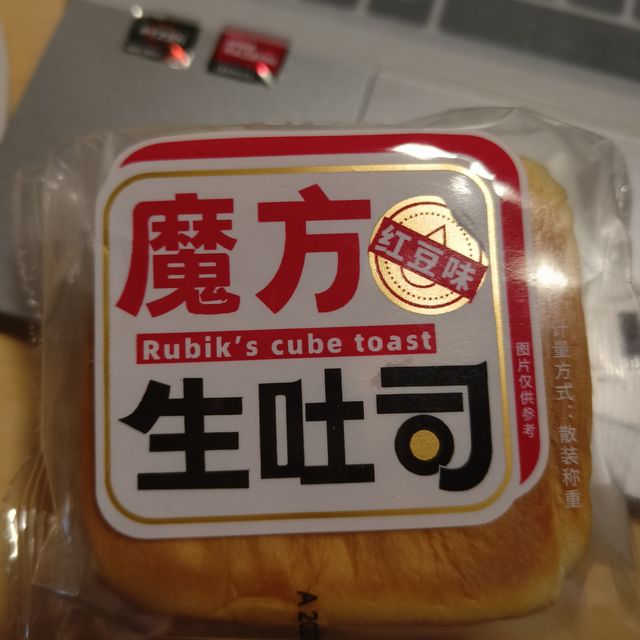 魔方
红豆味
Rubik's cube toast
生吐司
图片仅供参考
计量方式：散装称重